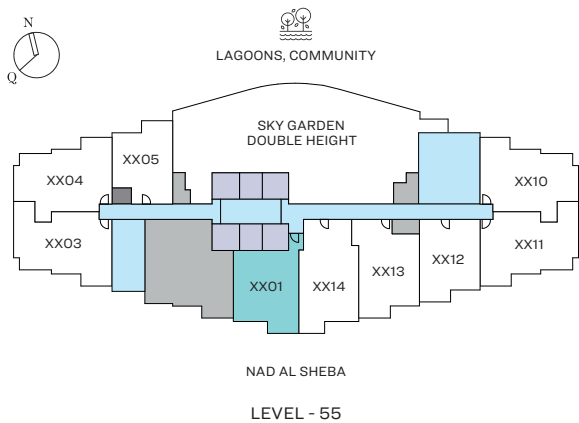 N
Q
LAGOONS, COMMUNITY
SKY GARDEN
DOUBLE HEIGHT
XX05
XX04
XX10
XX03
XX11
XX12
XX13
XX01
XX14
NAD AL SHEBA
LEVEL - 55